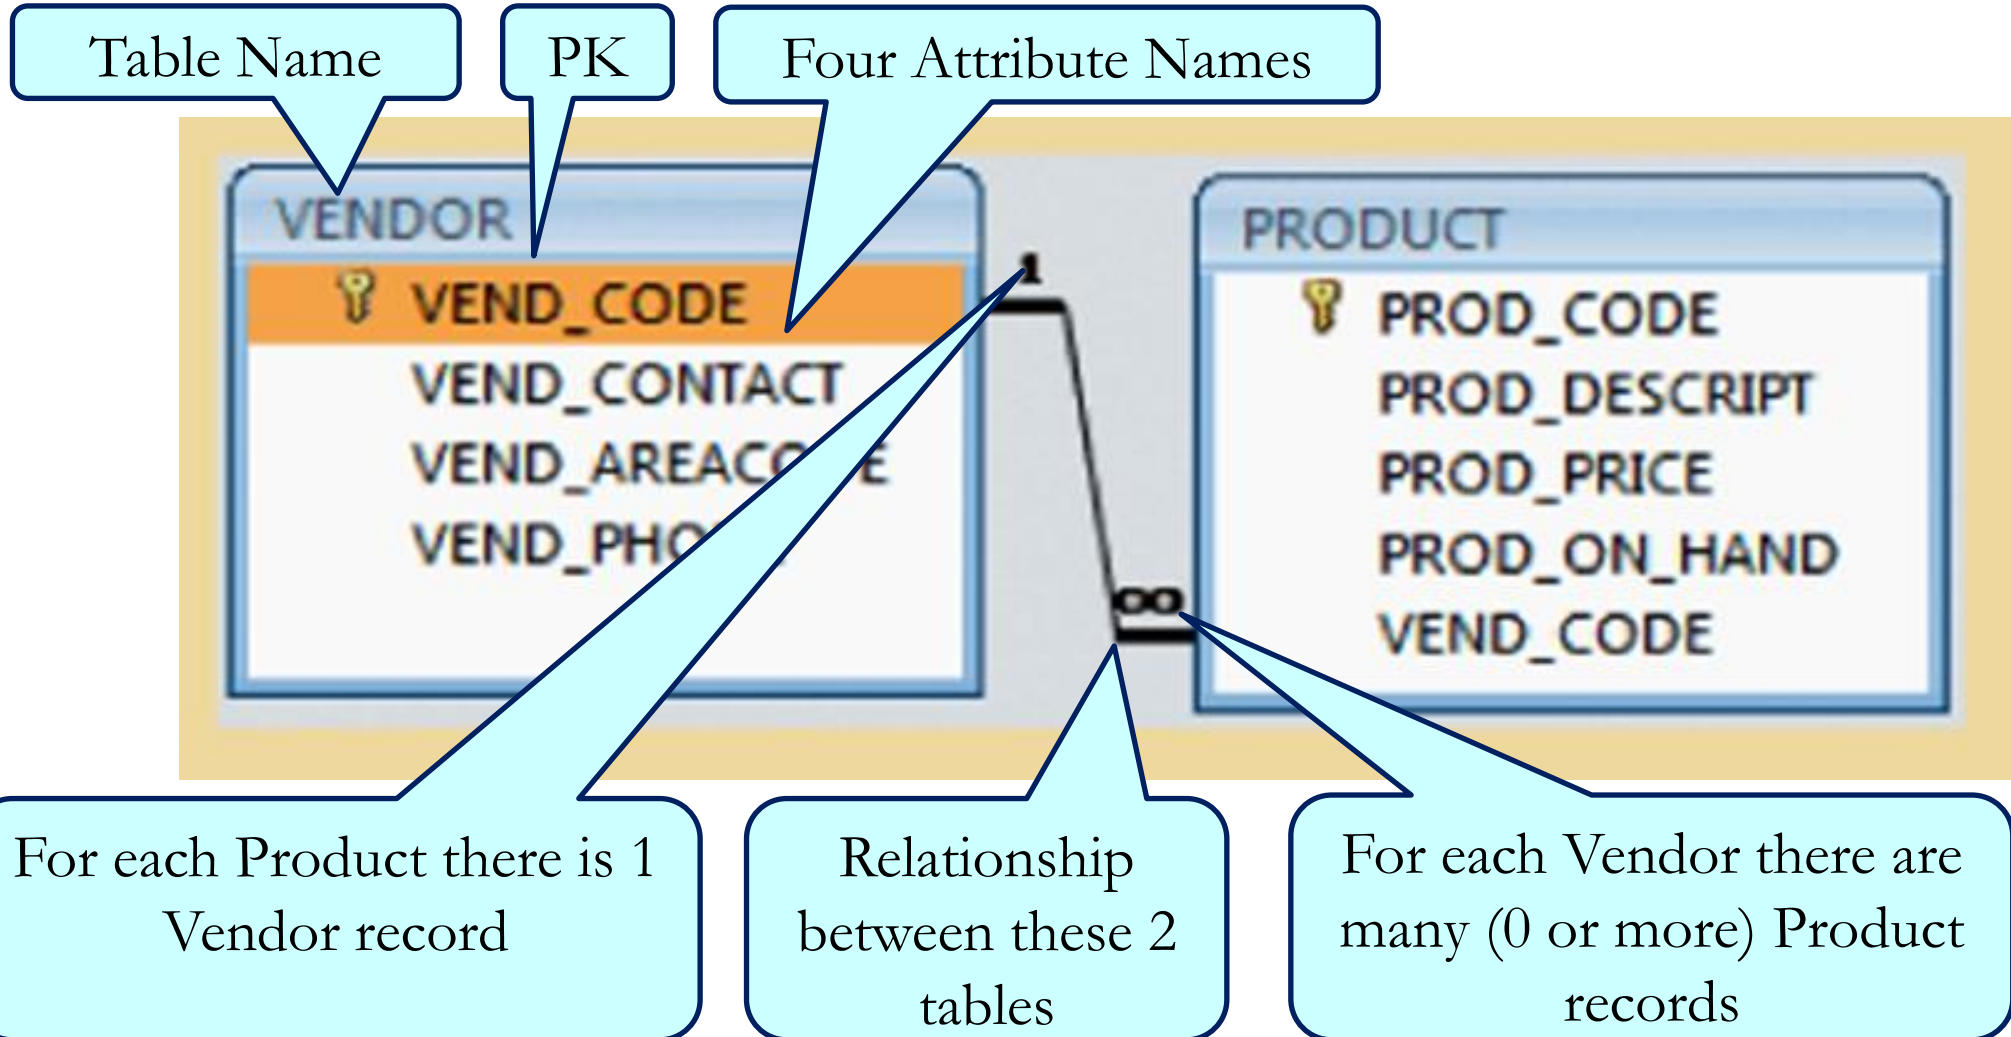 Table Name
PK
Four Attribute Names
VENDOR
VEND_CODE
VEND_CONTACT
VEND_PHO
1
PRODUCT
PROD_CODE
PROD_DESCRIPT
PROD_PRICE
PROD_ON_HAND
VEND_CODE
∞
For each Product there is 1
Vendor record
Relationship
between these 2
tables
For each Vendor there are
many (0 or more) Product
records